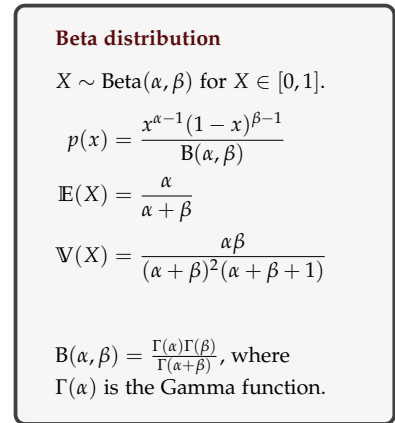 Beta distribution
X ∼ Beta(α, β) for X ∈ [0, 1].
p(x) = x^{α−1}(1 − x)^{β−1} / B(α, β)
𝔼(X) = α / (α + β)
𝕍(X) = αβ / ((α + β)^2(α + β + 1))
B(α, β) = Γ(α)Γ(β) / Γ(α+β), where
Γ(α) is the Gamma function.